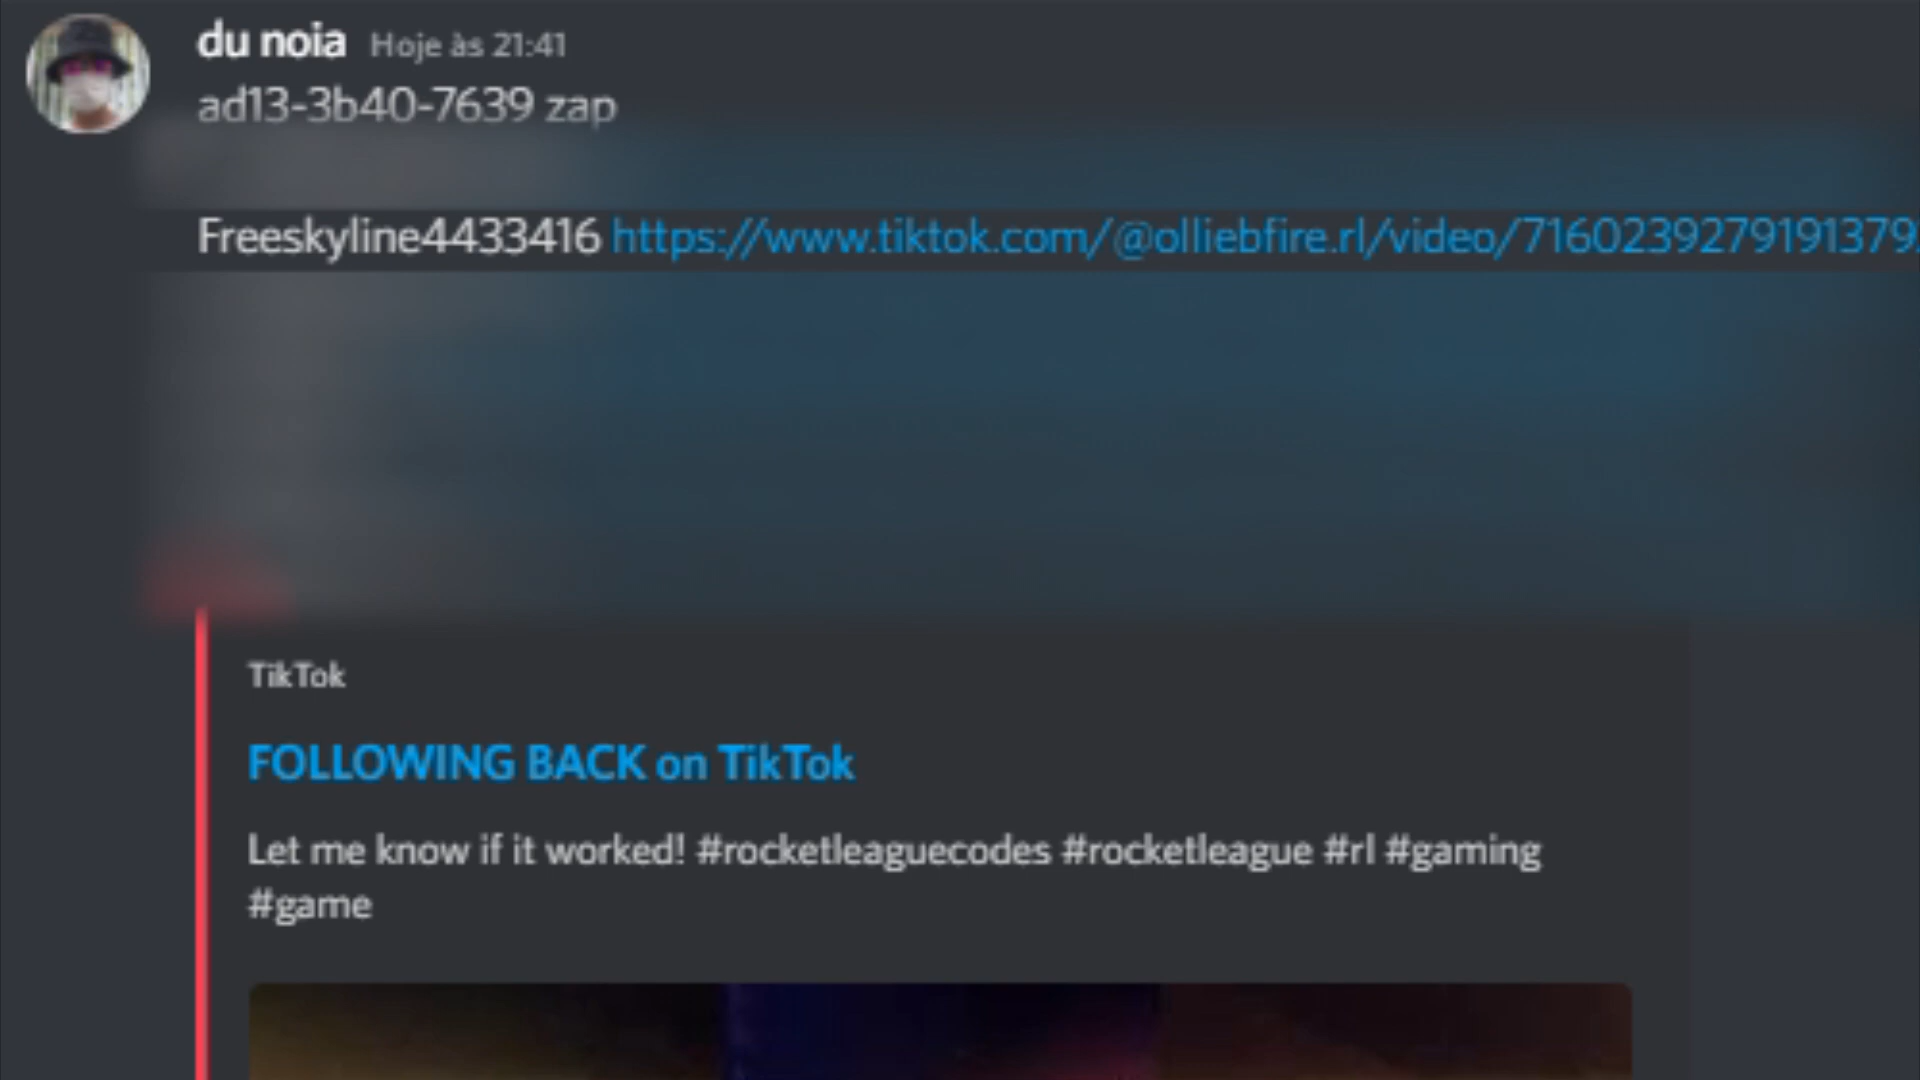 du noia Hoje às 21:41
ad13-3b40-7639 zap
Freeskyline4433416 https://www.tiktok.com/@olliebfire.rl/video/7160239279191379
TikTok
FOLLOWING BACK on TikTok
Let me know if it worked! #rocketleaguecodes #rocketleague #rl #gaming
#game